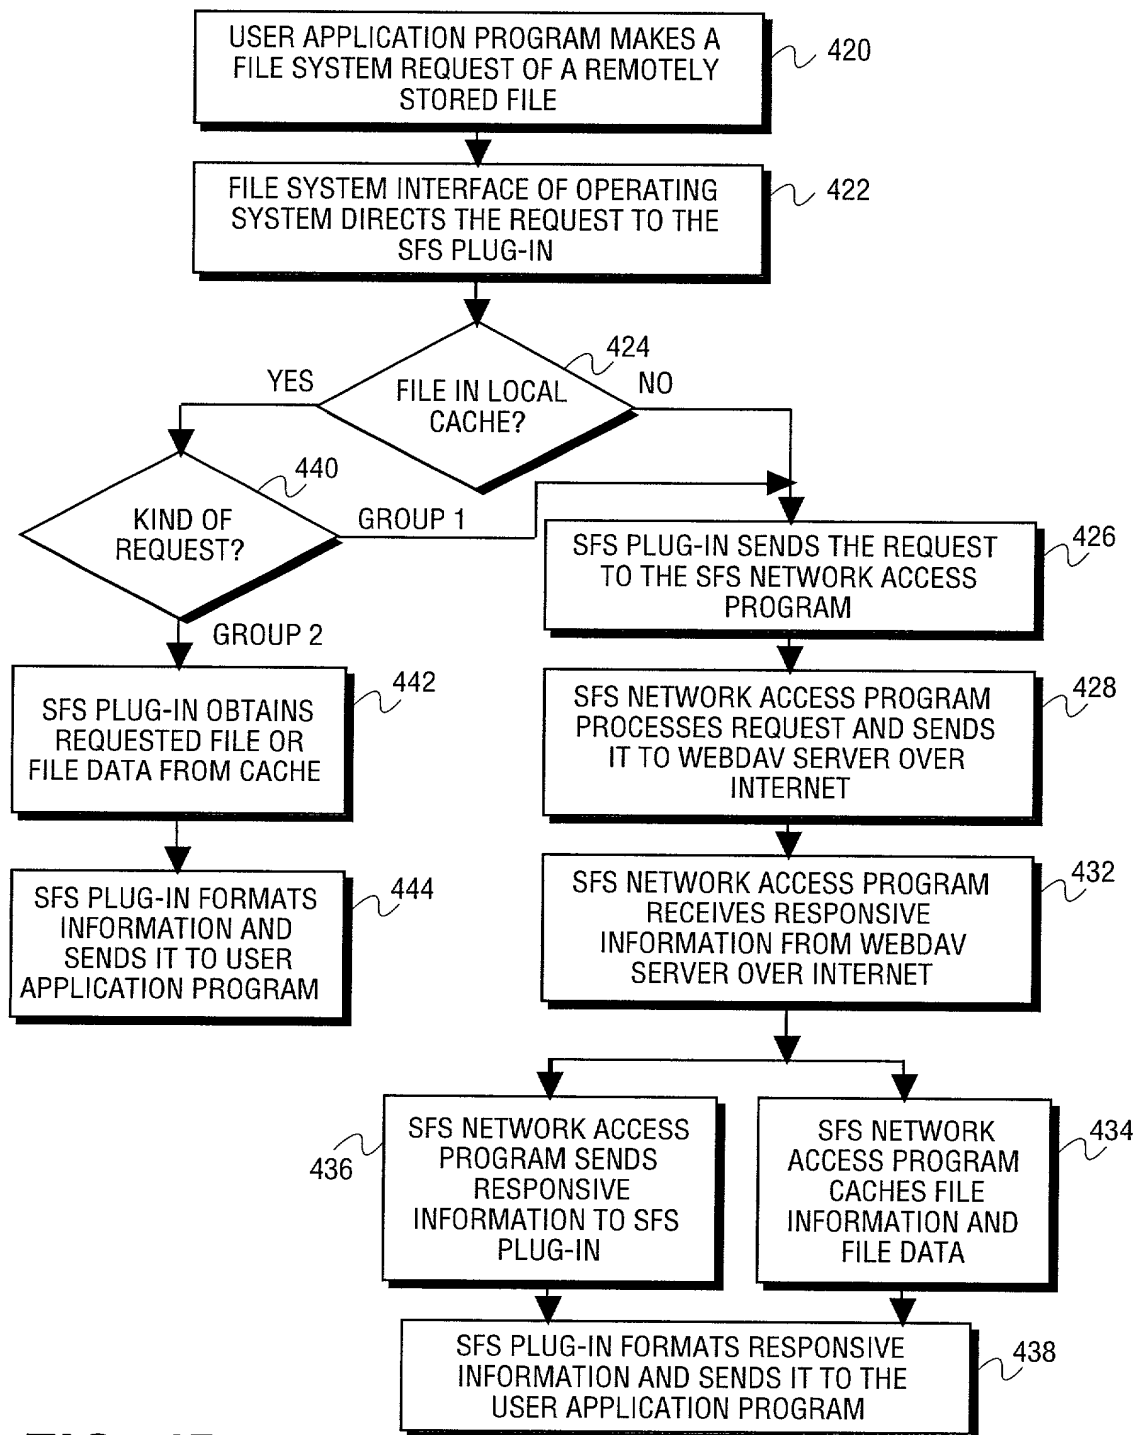 USER APPLICATION PROGRAM MAKES A
FILE SYSTEM REQUEST OF A REMOTELY
STORED FILE
420
FILE SYSTEM INTERFACE OF OPERATING
SYSTEM DIRECTS THE REQUEST TO THE
SFS PLUG-IN
422
424
YES
FILE IN LOCAL
CACHE?
NO
440
KIND OF
REQUEST?
GROUP 1
GROUP 2
SFS PLUG-IN SENDS THE REQUEST
TO THE SFS NETWORK ACCESS
PROGRAM
426
SFS PLUG-IN OBTAINS
REQUESTED FILE OR
FILE DATA FROM CACHE
442
SFS NETWORK ACCESS PROGRAM
PROCESSES REQUEST AND SENDS
IT TO WEBDAV SERVER OVER
INTERNET
428
SFS PLUG-IN FORMATS
INFORMATION AND
SENDS IT TO USER
APPLICATION PROGRAM
444
SFS NETWORK ACCESS PROGRAM
RECEIVES RESPONSIVE
INFORMATION FROM WEBDAV
SERVER OVER INTERNET
432
SFS NETWORK ACCESS
PROGRAM SENDS
RESPONSIVE
INFORMATION TO SFS
PLUG-IN
436
SFS NETWORK
ACCESS PROGRAM
CACHES FILE
INFORMATION AND
FILE DATA
434
SFS PLUG-IN FORMATS RESPONSIVE
INFORMATION AND SENDS IT TO THE
USER APPLICATION PROGRAM
438